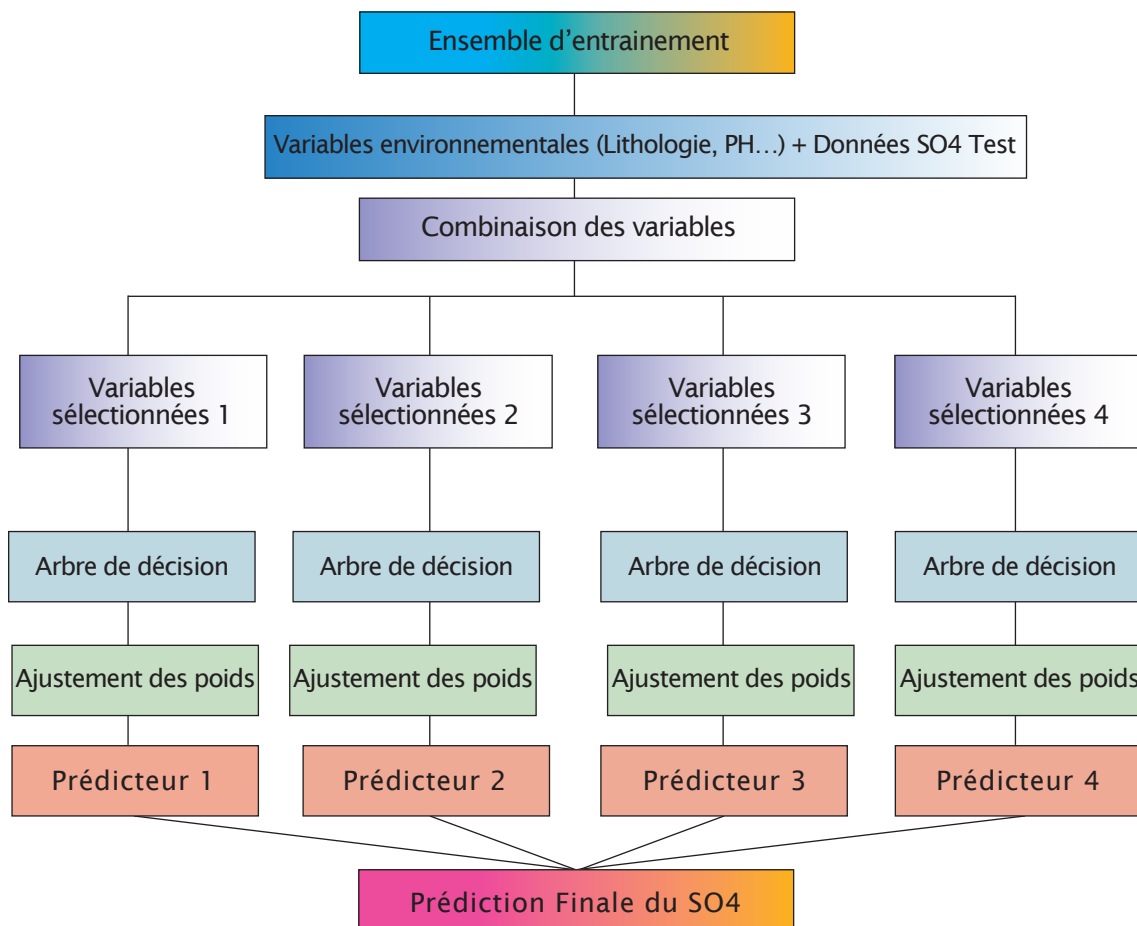 Ensemble d'entrainement
Variables environnementales (Lithologie, PH…) + Données SO4 Test
Combinaison des variables
Variables
sélectionnées 1
Variables
sélectionnées 2
Variables
sélectionnées 3
Variables
sélectionnées 4
Arbre de décision
Arbre de décision
Arbre de décision
Arbre de décision
Ajustement des poids
Ajustement des poids
Ajustement des poids
Ajustement des poids
Prédicteur 1
Prédicteur 2
Prédicteur 3
Prédicteur 4
Prédiction Finale du SO4